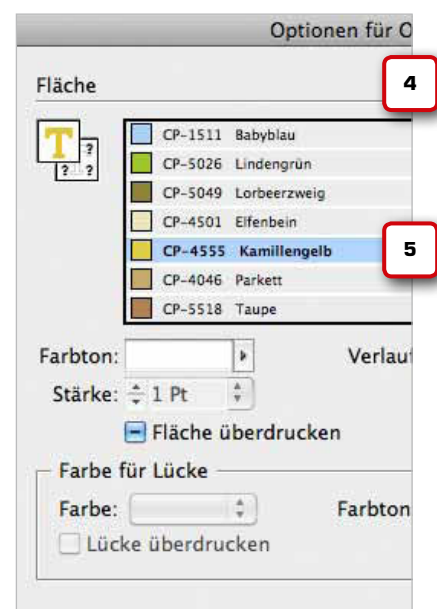 Optionen für O
Fläche
4
T
? ? ?
CP-1511 Babyblau
CP-5026 Lindengrün
CP-5049 Lorbeerzweig
CP-4501 Elfenbein
CP-4555 Kamillengelb
5
CP-4046 Parkett
CP-5518 Taupe
Farbton:
Verlau
Stärke: 1 Pt
Fläche überdrucken
Farbe für Lücke
Farbe:
Farbton
Lücke überdrucken